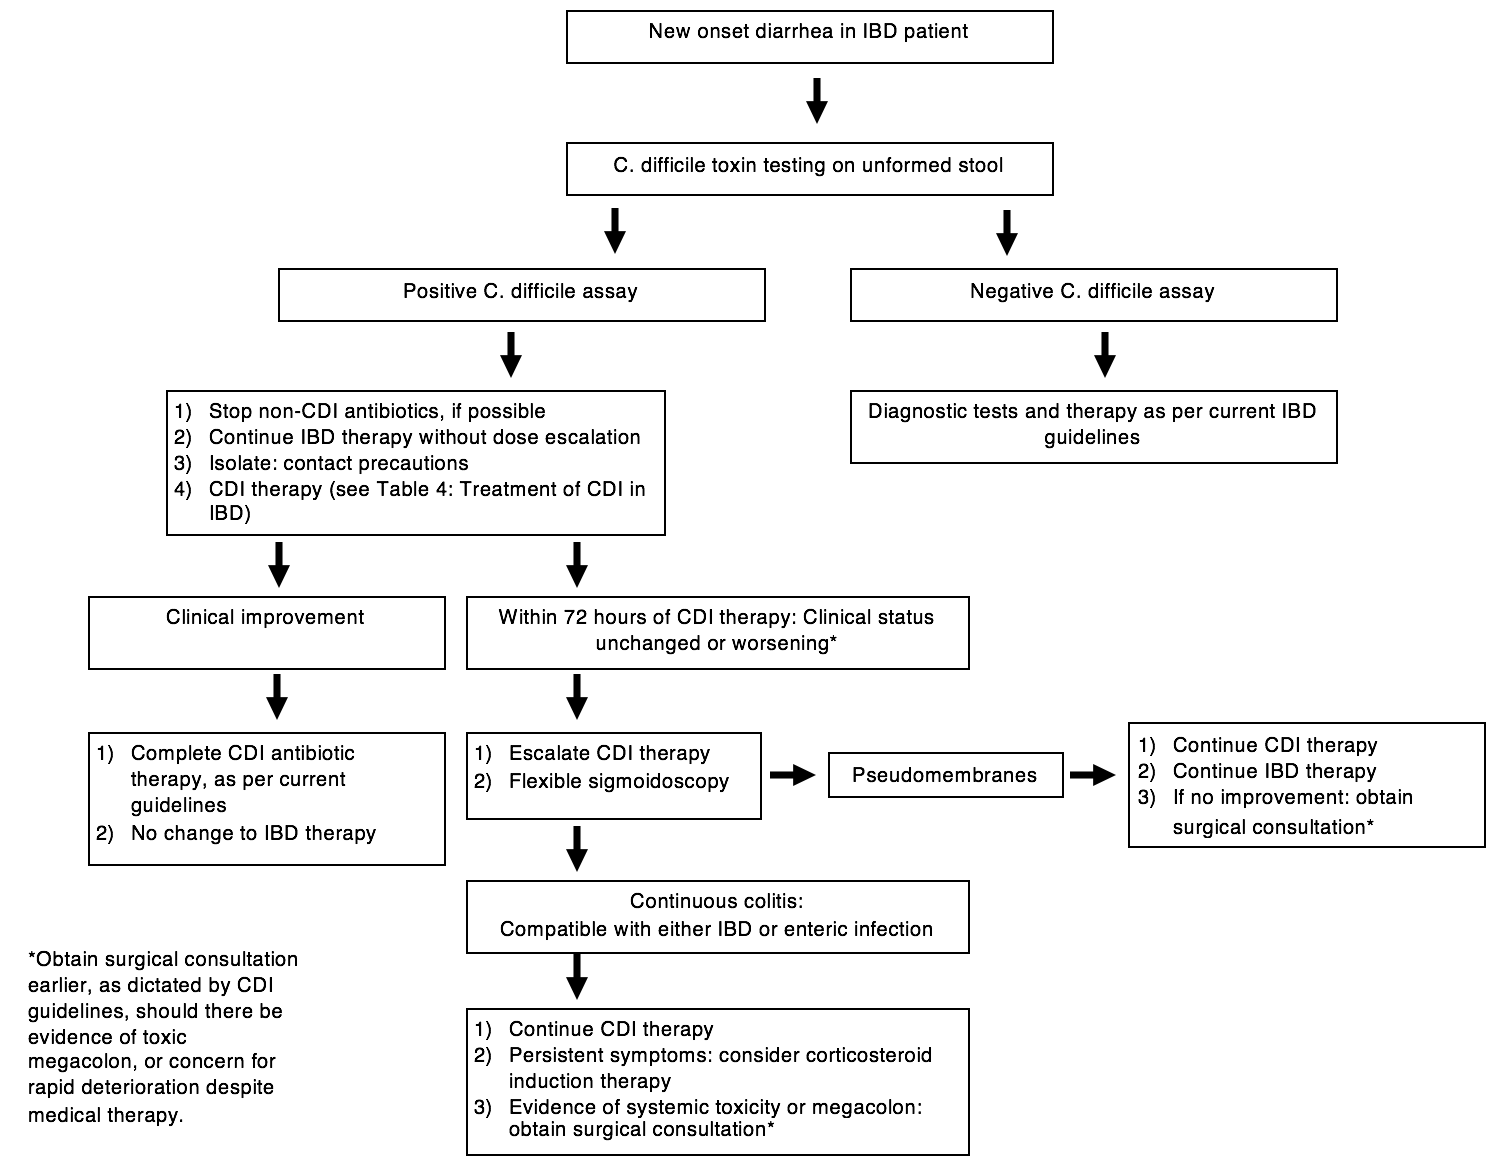 New onset diarrhea in IBD patient
C. difficile toxin testing on unformed stool
Positive C. difficile assay
Negative C. difficile assay
1) Stop non-CDI antibiotics, if possible
2) Continue IBD therapy without dose escalation
3) Isolate: contact precautions
4) CDI therapy (see Table 4: Treatment of CDI in
IBD)
Diagnostic tests and therapy as per current IBD
guidelines
Clinical improvement
Within 72 hours of CDI therapy: Clinical status
unchanged or worsening*
1) Complete CDI antibiotic
therapy, as per current
guidelines
2) No change to IBD therapy
1) Escalate CDI therapy
2) Flexible sigmoidoscopy
Pseudomembranes
1) Continue CDI therapy
2) Continue IBD therapy
3) If no improvement: obtain
surgical consultation*
Continuous colitis:
Compatible with either IBD or enteric infection
1) Continue CDI therapy
2) Persistent symptoms: consider corticosteroid
induction therapy
3) Evidence of systemic toxicity or megacolon:
obtain surgical consultation*
*Obtain surgical consultation
earlier, as dictated by CDI
guidelines, should there be
evidence of toxic
megacolon, or concern for
rapid deterioration despite
medical therapy.